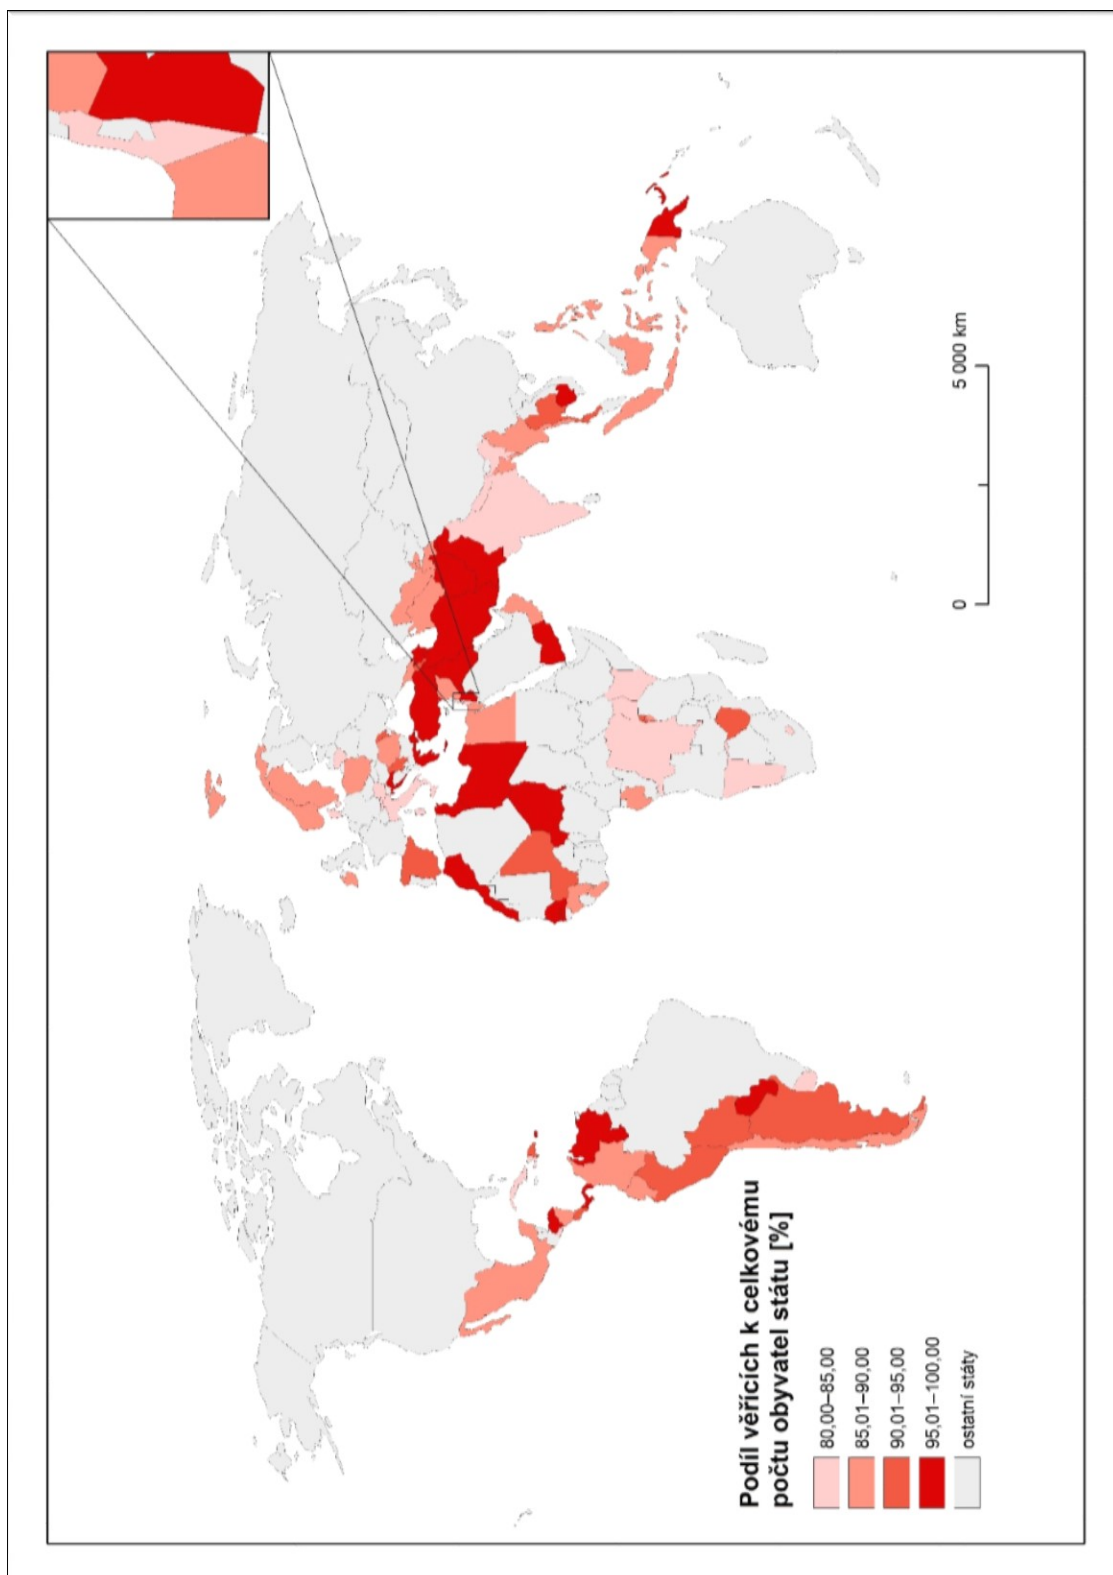 Podíl věřících k celkovému
počtu obyvatel státu [%]
80,00–85,00
85,01–90,00
90,01–95,00
95,01–100,00
ostatní státy
0
5 000 km